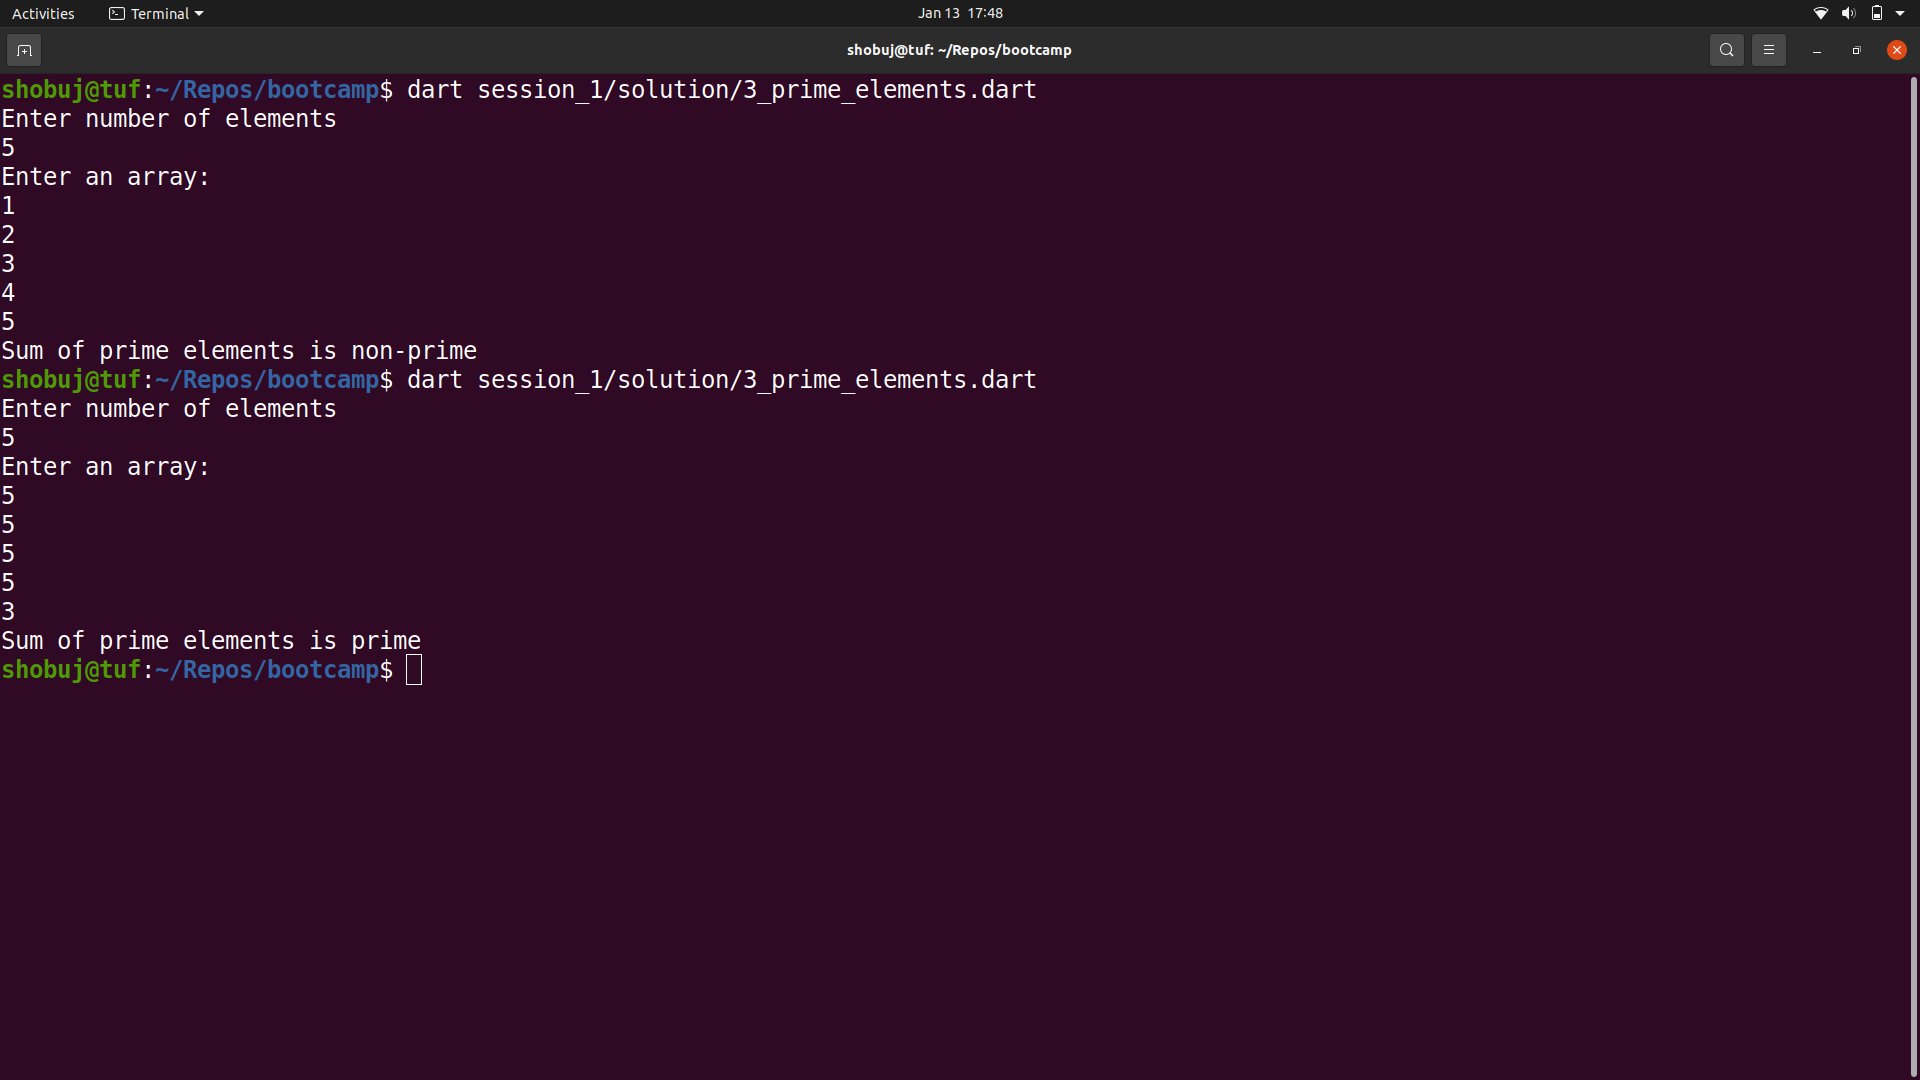 Activities Terminal Jan 13 17:48
shobuj@tuf: ~/Repos/bootcamp
shobuj@tuf:~/Repos/bootcamp$ dart session_1/solution/3_prime_elements.dart
Enter number of elements
5
Enter an array:
1
2
3
4
5
Sum of prime elements is non-prime
shobuj@tuf:~/Repos/bootcamp$ dart session_1/solution/3_prime_elements.dart
Enter number of elements
5
Enter an array:
5
5
5
5
3
Sum of prime elements is prime
shobuj@tuf:~/Repos/bootcamp$